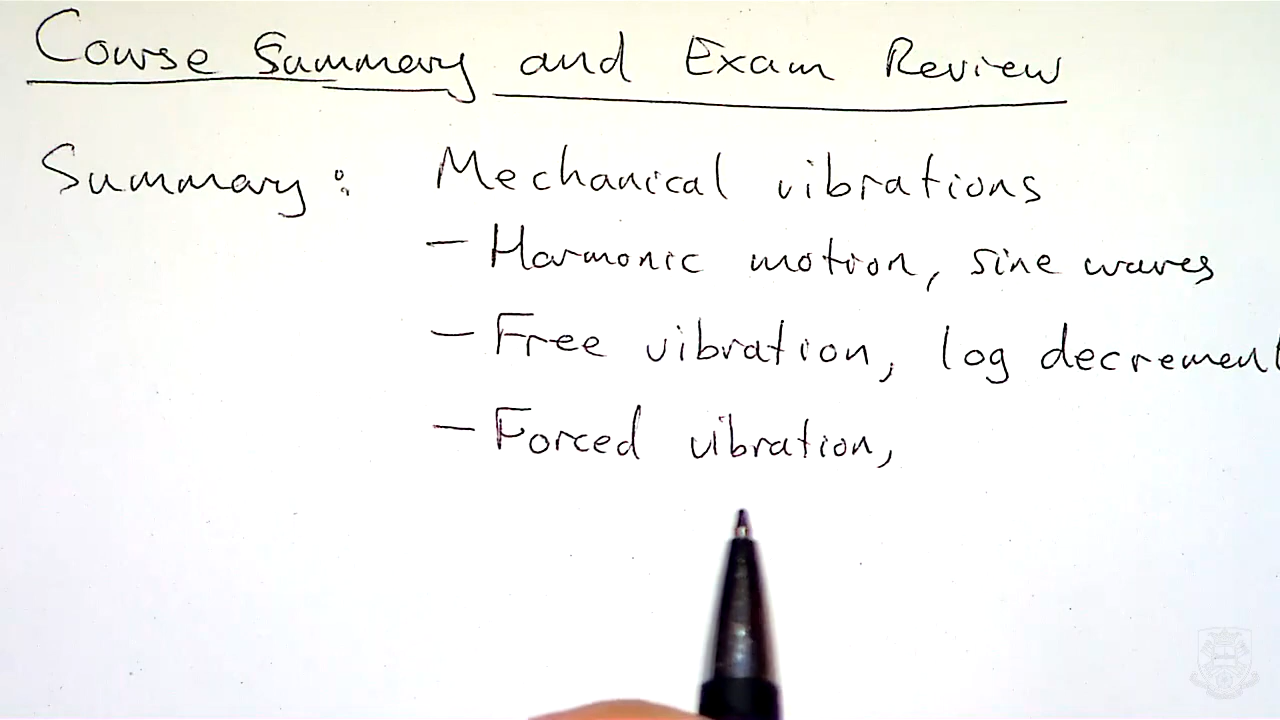 Course Summary and Exam Review
Summary: Mechanical vibrations
- Harmonic motion, sine waves
- Free vibration, log decrement
- Forced vibration,